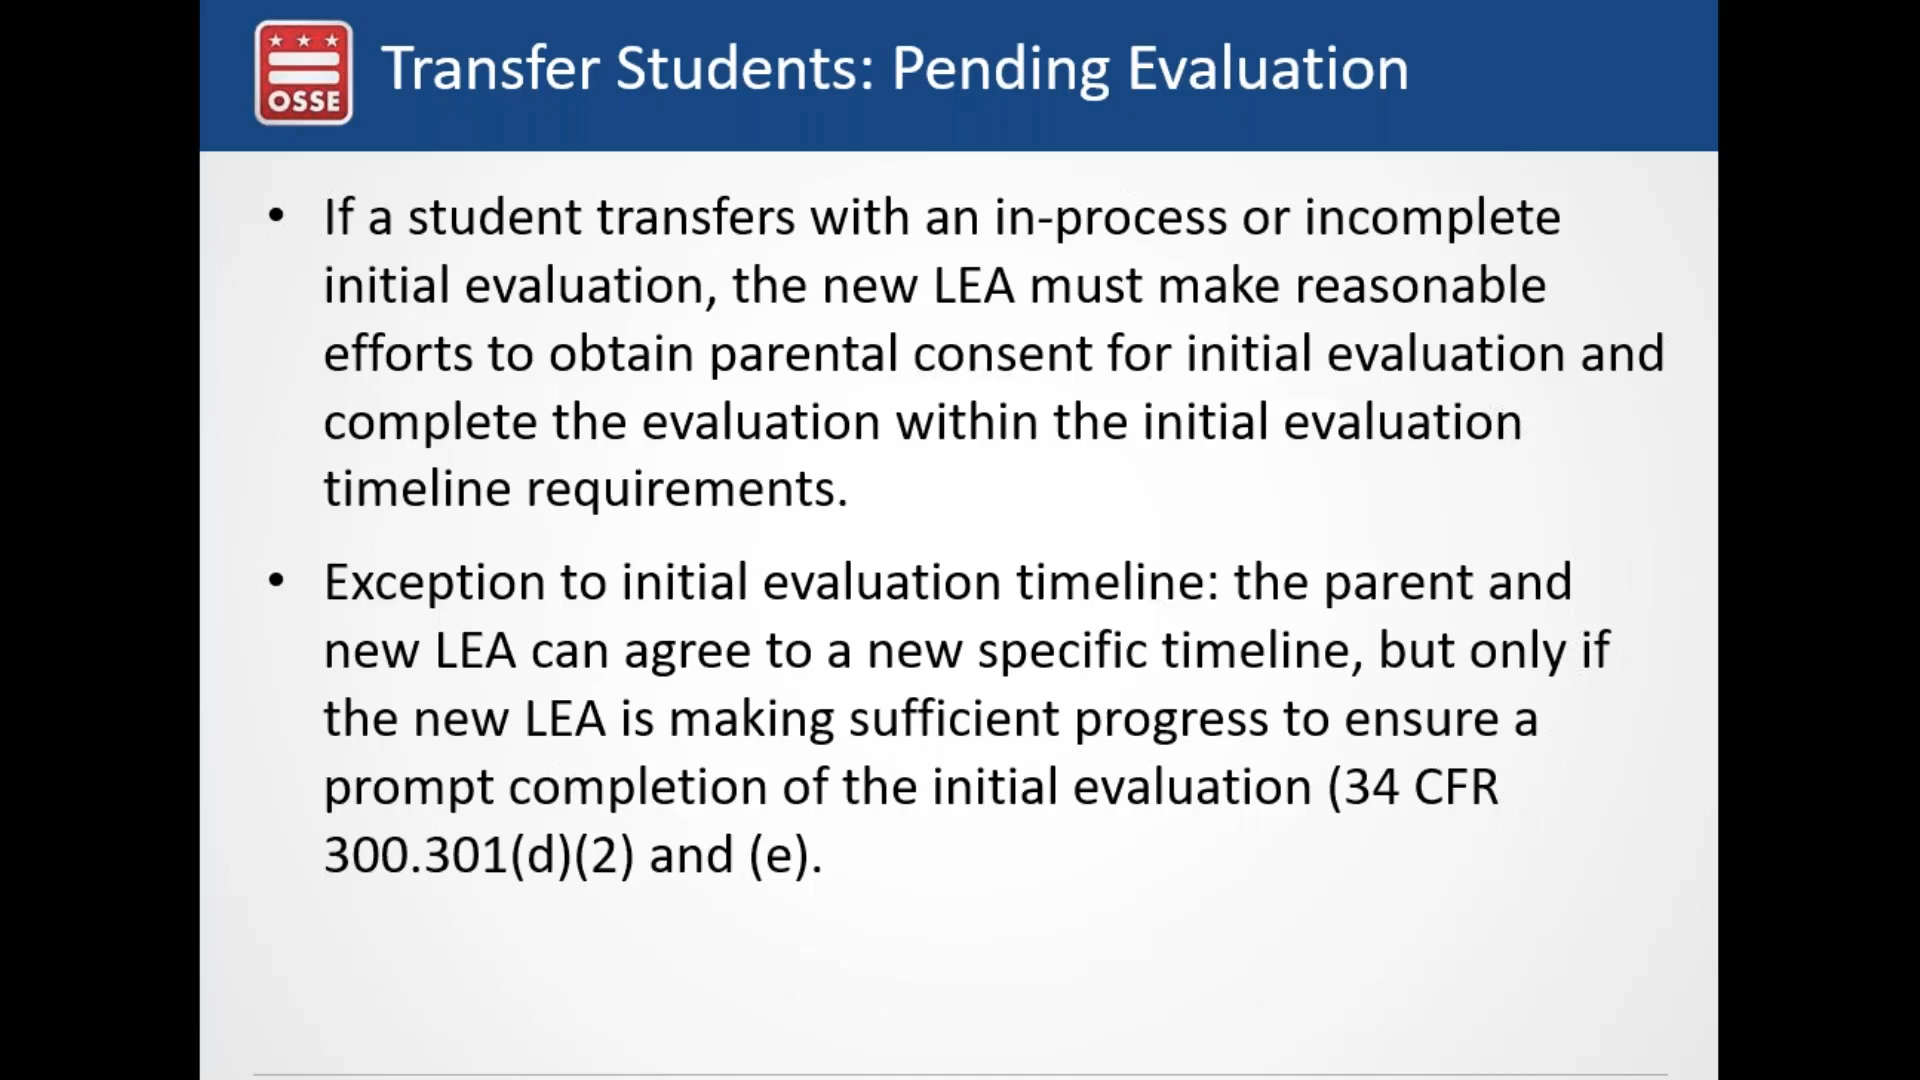 OSSE
Transfer Students: Pending Evaluation
• If a student transfers with an in-process or incomplete
initial evaluation, the new LEA must make reasonable
efforts to obtain parental consent for initial evaluation and
complete the evaluation within the initial evaluation
timeline requirements.
• Exception to initial evaluation timeline: the parent and
new LEA can agree to a new specific timeline, but only if
the new LEA is making sufficient progress to ensure a
prompt completion of the initial evaluation (34 CFR
300.301(d)(2) and (e).